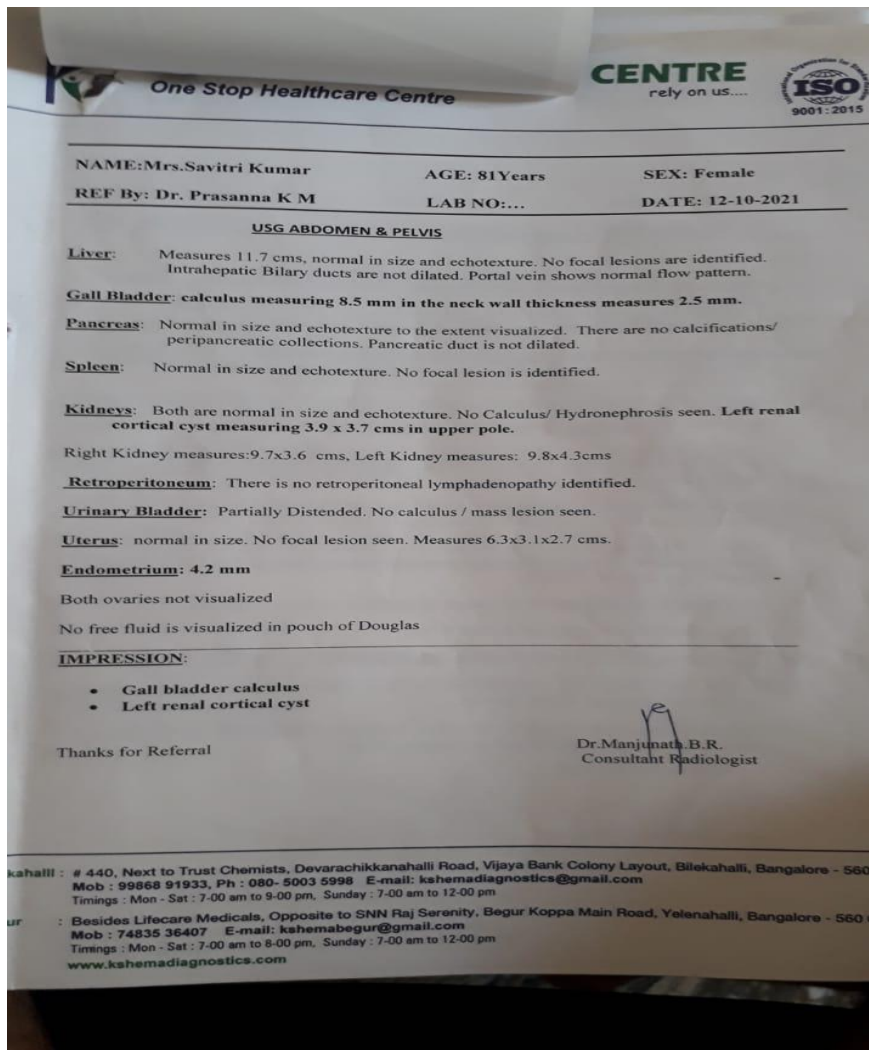 CENTRE
rely on us....
One Stop Healthcare Centre
ISO
9001:2015
NAME:Mrs.Savitri Kumar AGE: 81Years SEX: Female
REF By: Dr. Prasanna K M LAB NO:... DATE: 12-10-2021
USG ABDOMEN & PELVIS
Liver: Measures 11.7 cms, normal in size and echotexture. No focal lesions are identified.
Intrahepatic Bilary ducts are not dilated. Portal vein shows normal flow pattern.
Gall Bladder: calculus measuring 8.5 mm in the neck wall thickness measures 2.5 mm.
Pancreas: Normal in size and echotexture to the extent visualized. There are no calcifications/
peripancreatic collections. Pancreatic duct is not dilated.
Spleen: Normal in size and echotexture. No focal lesion is identified.
Kidneys: Both are normal in size and echotexture. No Calculus/ Hydronephrosis seen. Left renal
cortical cyst measuring 3.9 x 3.7 cms in upper pole.
Right Kidney measures:9.7x3.6 cms, Left Kidney measures: 9.8x4.3cms
Retroperitoneum: There is no retroperitoneal lymphadenopathy identified.
Urinary Bladder: Partially Distended. No calculus / mass lesion seen.
Uterus: normal in size. No focal lesion seen. Measures 6.3x3.1x2.7 cms.
Endometrium: 4.2 mm
Both ovaries not visualized
No free fluid is visualized in pouch of Douglas
IMPRESSION:
• Gall bladder calculus
• Left renal cortical cyst
Thanks for Referral
Dr.Manjunath.B.R.
Consultant Radiologist
kahalli : # 440, Next to Trust Chemists, Devarachikkanahalli Road, Vijaya Bank Colony Layout, Bilekahalli, Bangalore - 560
Mob : 99868 91933, Ph : 080- 5003 5998 E-mail: kshemadiagnostics@gmail.com
Timings : Mon - Sat : 7-00 am to 9-00 pm, Sunday : 7-00 am to 12-00 pm
ur : Besides Lifecare Medicals, Opposite to SNN Raj Serenity, Begur Koppa Main Road, Yelenahalli, Bangalore - 560
Mob : 74835 36407 E-mail: kshemabegur@gmail.com
Timings : Mon - Sat : 7-00 am to 8-00 pm, Sunday : 7-00 am to 12-00 pm
www.kshemadiagnostics.com